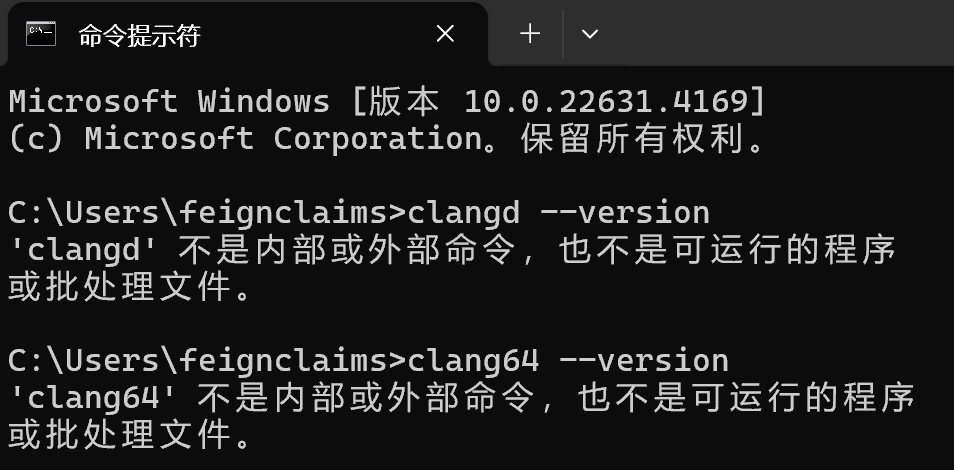 命令提示符
Microsoft Windows [版本 10.0.22631.4169]
(c) Microsoft Corporation。保留所有权利。
C:\Users\feignclaims>clangd --version
'clangd' 不是内部或外部命令，也不是可运行的程序
或批处理文件。
C:\Users\feignclaims>clang64 --version
'clang64' 不是内部或外部命令，也不是可运行的程序
或批处理文件。